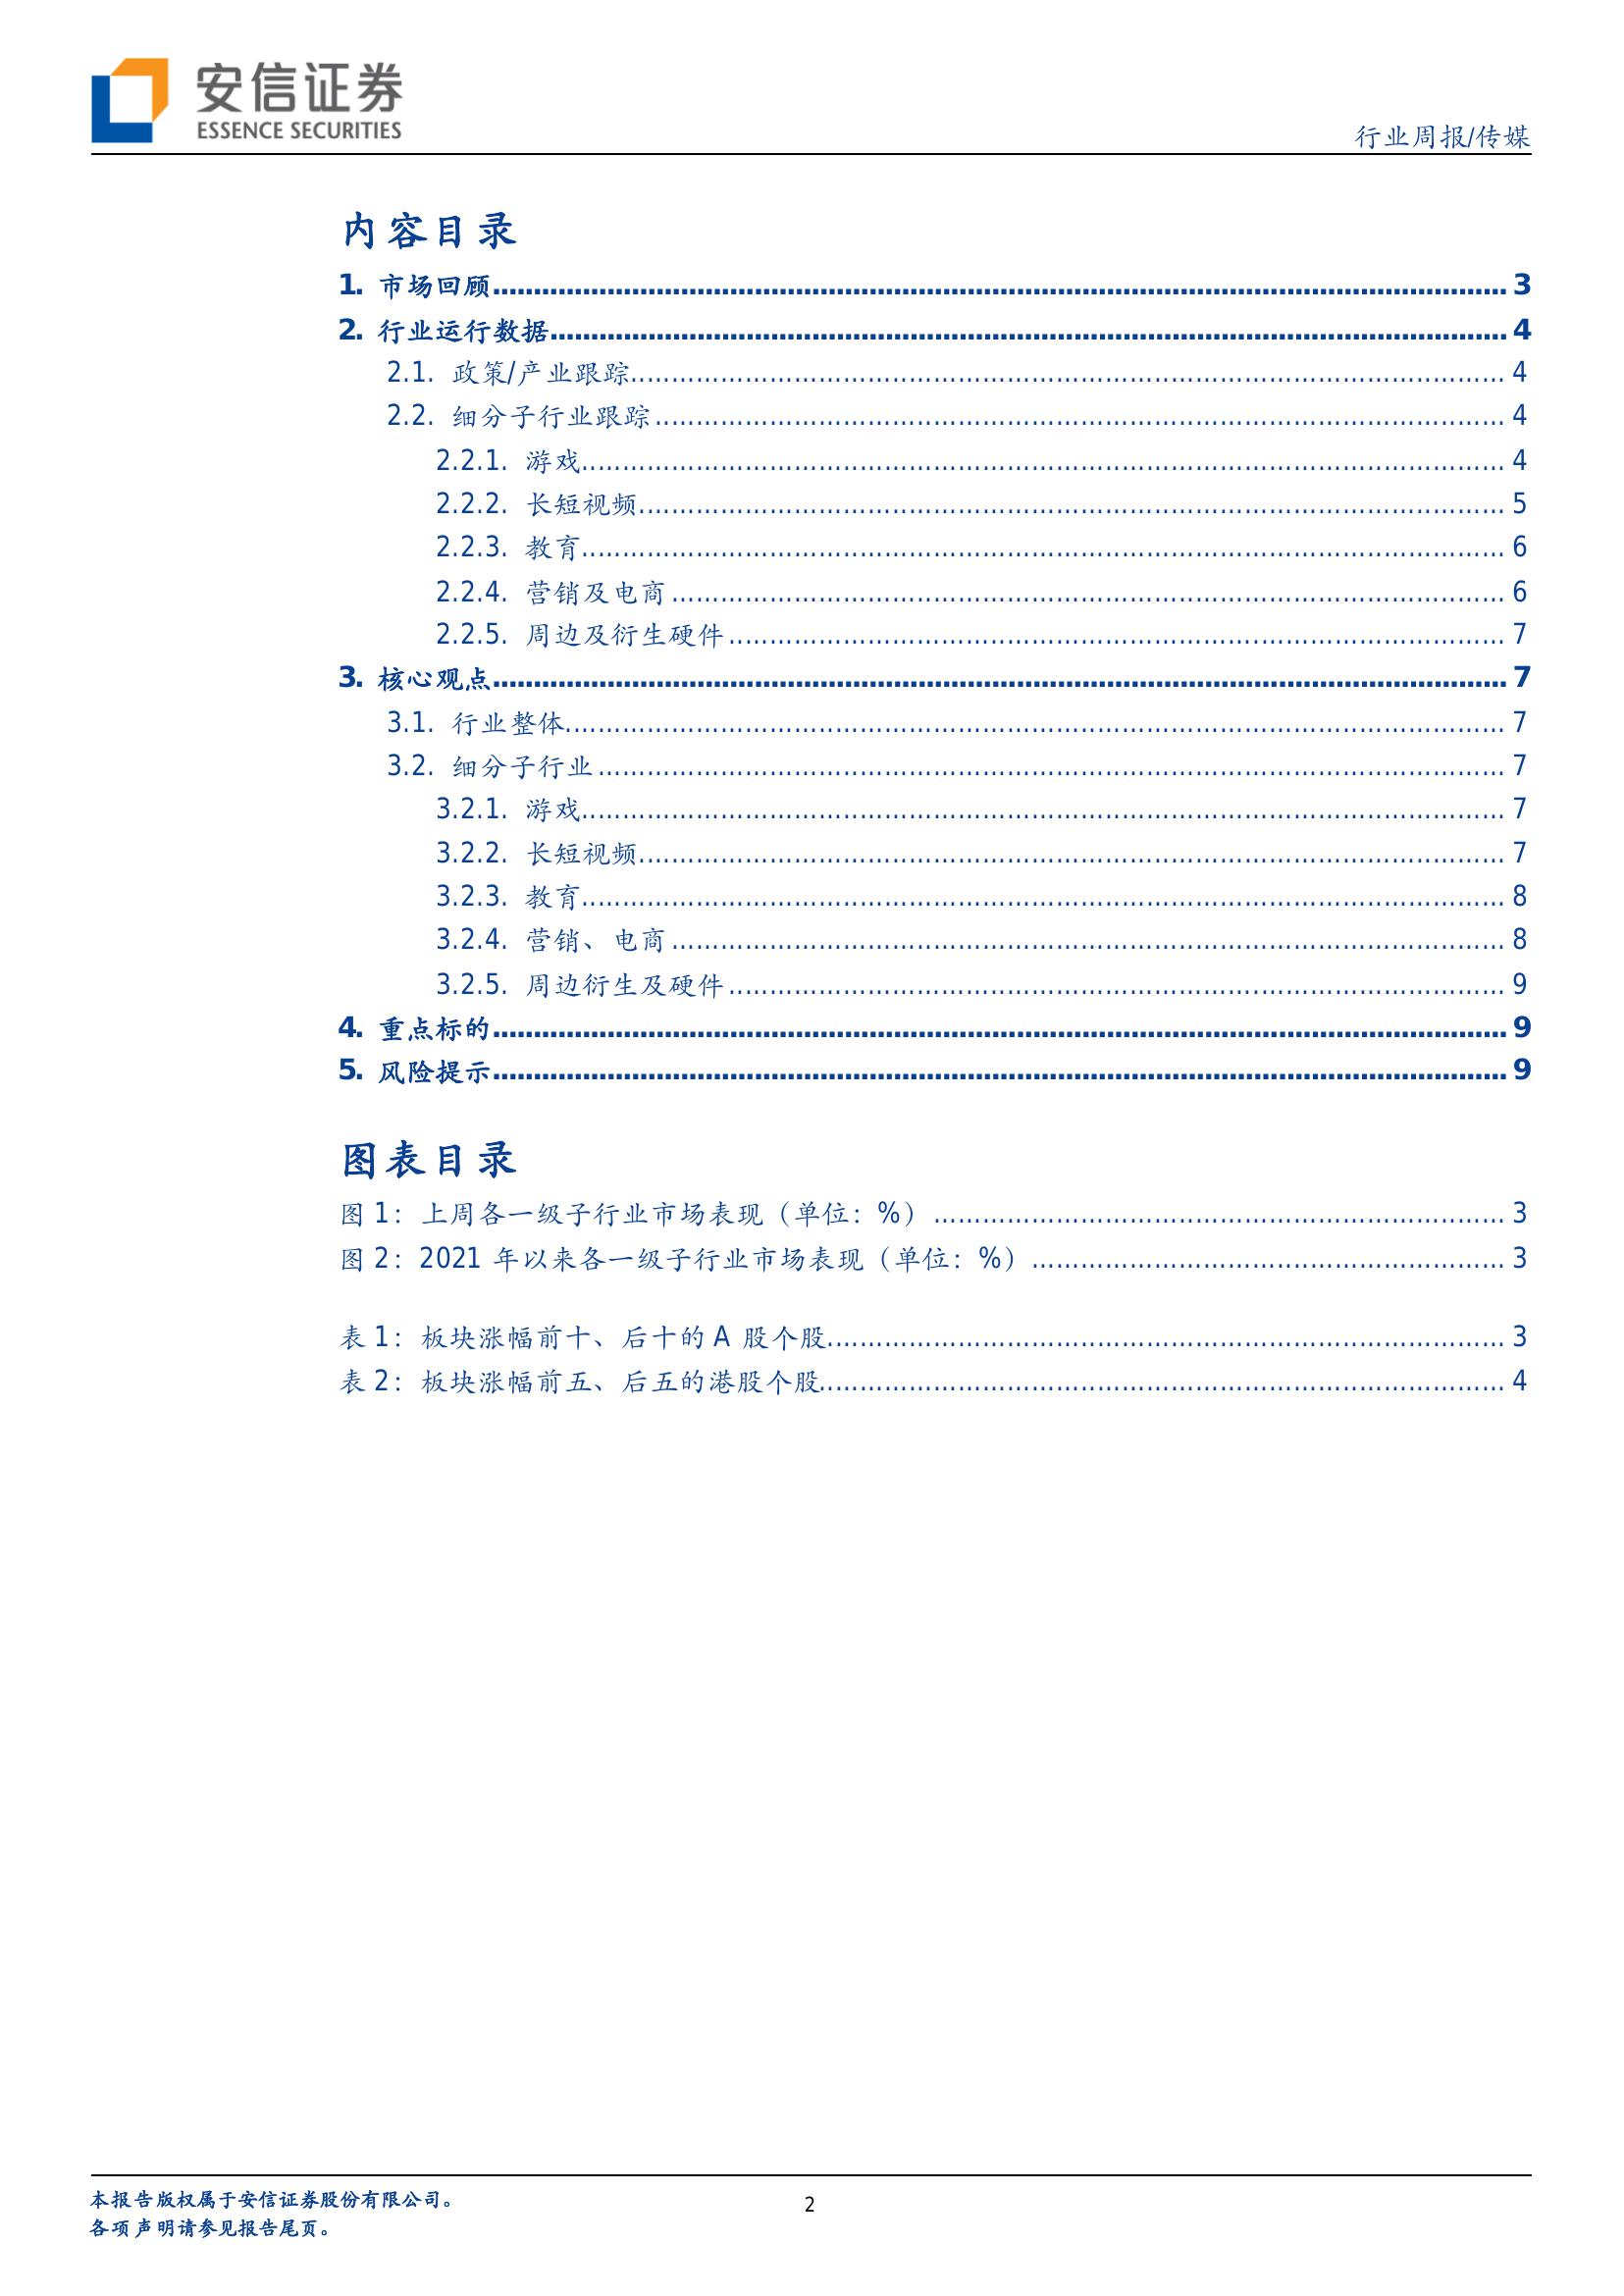 安信证券
ESSENCE SECURITIES
行业周报/传媒
内容目录
1. 市场回顾 3
2. 行业运行数据 4
2.1. 政策/产业跟踪 4
2.2. 细分子行业跟踪 4
2.2.1. 游戏 4
2.2.2. 长短视频 5
2.2.3. 教育 6
2.2.4. 营销及电商 6
2.2.5. 周边及衍生硬件 7
3. 核心观点 7
3.1. 行业整体 7
3.2. 细分子行业 7
3.2.1. 游戏 7
3.2.2. 长短视频 7
3.2.3. 教育 8
3.2.4. 营销、电商 8
3.2.5. 周边衍生及硬件 9
4. 重点标的 9
5. 风险提示 9
图表目录
图 1：上周各一级子行业市场表现（单位：%） 3
图 2：2021 年以来各一级子行业市场表现（单位：%） 3
表 1：板块涨幅前十、后十的 A 股个股 3
表 2：板块涨幅前五、后五的港股个股 4
本报告版权属于安信证券股份有限公司。
各项声明请参见报告尾页。
2